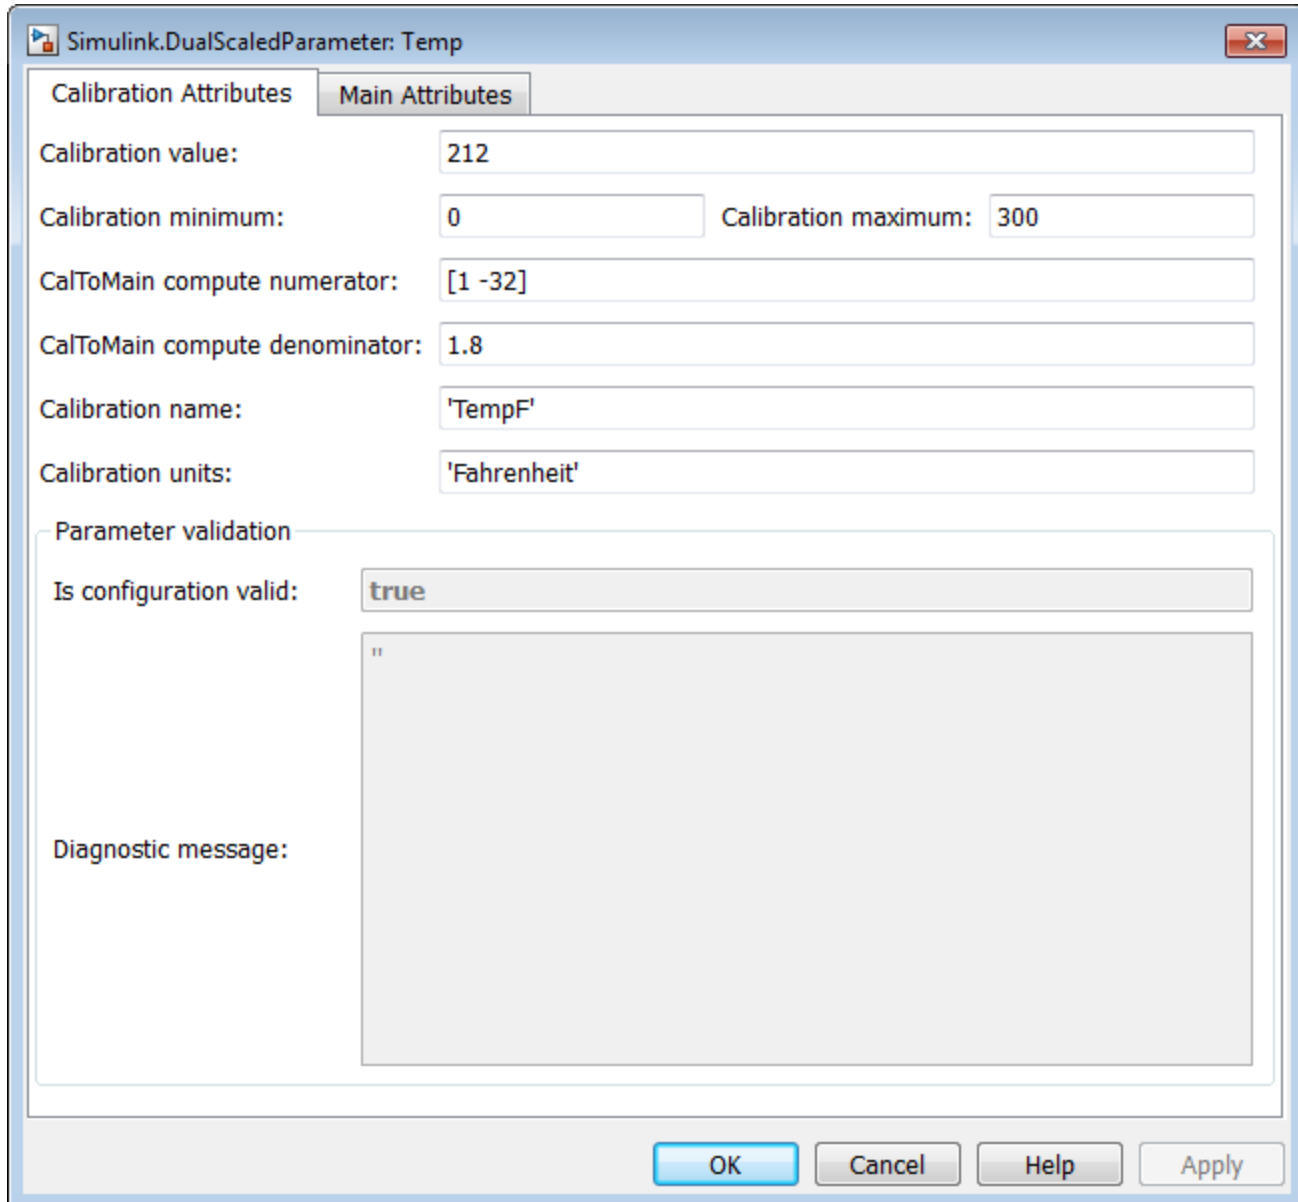 Simulink.DualScaledParameter: Temp
Calibration Attributes Main Attributes
Calibration value: 212
Calibration minimum: 0 Calibration maximum: 300
CalToMain compute numerator: [1 -32]
CalToMain compute denominator: 1.8
Calibration name: 'TempF'
Calibration units: 'Fahrenheit'
Parameter validation
Is configuration valid: true
''
Diagnostic message:
OK Cancel Help Apply